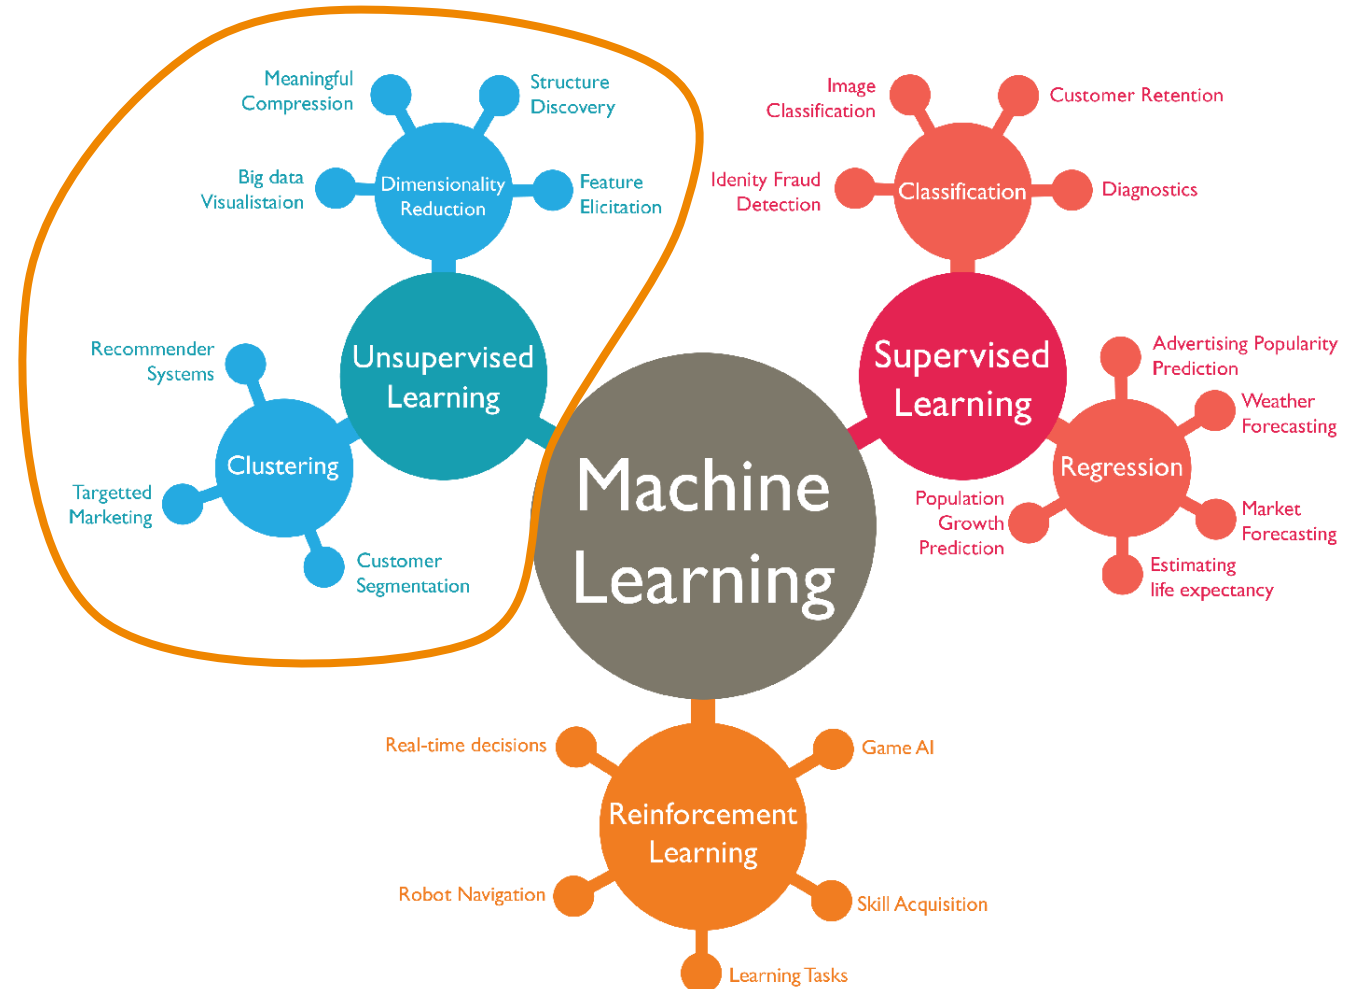 Meaningful
Compression
Structure
Discovery
Big data
Visualistaion
Dimensionality
Reduction
Feature
Elicitation
Unsupervised
Learning
Recommender
Systems
Clustering
Targetted
Marketing
Customer
Segmentation
Machine
Learning
Image
Classification
Customer Retention
Idenity Fraud
Detection
Classification
Diagnostics
Supervised
Learning
Advertising Popularity
Prediction
Weather
Forecasting
Regression
Population
Growth
Prediction
Market
Forecasting
Estimating
life expectancy
Real-time decisions
Game AI
Reinforcement
Learning
Robot Navigation
Skill Acquisition
Learning Tasks